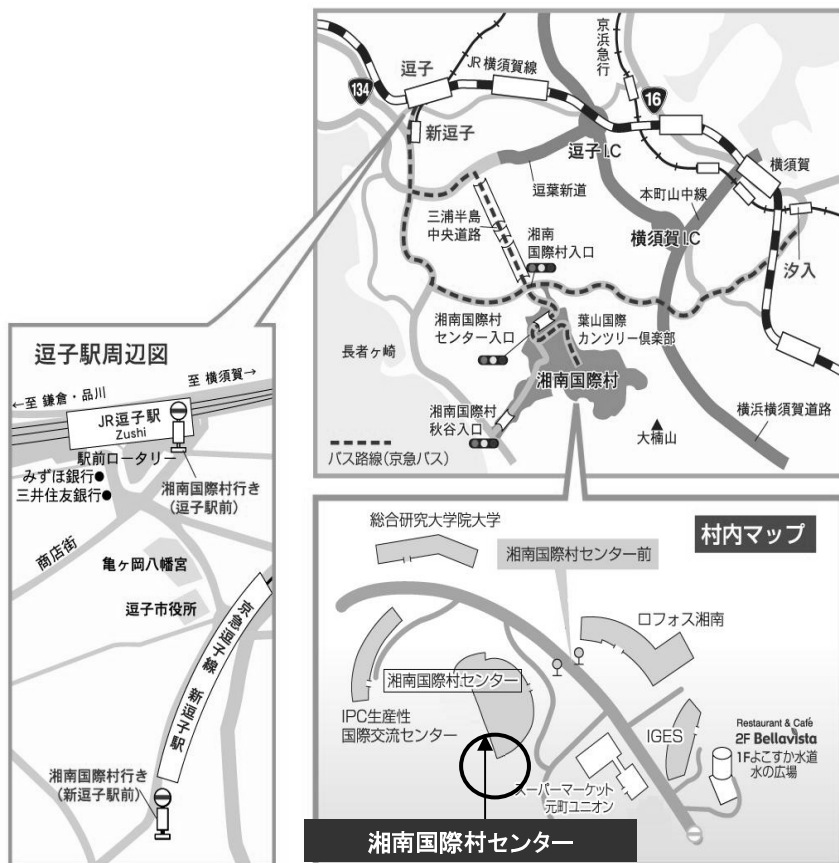 134
逗子
JR横須賀線
京浜急行
16
新逗子
逗子I.C
横須賀
逗葉新道
本町山中線
三浦半島
中央道路
湘南
国際村入口
横須賀I.C
汐入
湘南国際村
センター入口
葉山国際
カンツリー倶楽部
長者ヶ崎
湘南国際村
湘南国際村
秋谷入口
大楠山
横浜横須賀道路
バス路線(京急バス)
逗子駅周辺図
至 横須賀→
←至 鎌倉・品川
JR逗子駅
Zushi
駅前ロータリー
みずほ銀行●
三井住友銀行●
湘南国際村行き
(逗子駅前)
商店街
亀ヶ岡八幡宮
逗子市役所
京急逗子線 新逗子駅
湘南国際村行き
(新逗子駅前)
村内マップ
総合研究大学院大学
湘南国際村センター前
ロフォス湘南
湘南国際村センター
IPC生産性
国際交流センター
IGES
Restaurant & Café
2F Bellavista
1Fよこすか水道
水の広場
スーパーマーケット
元町ユニオン
湘南国際村センター